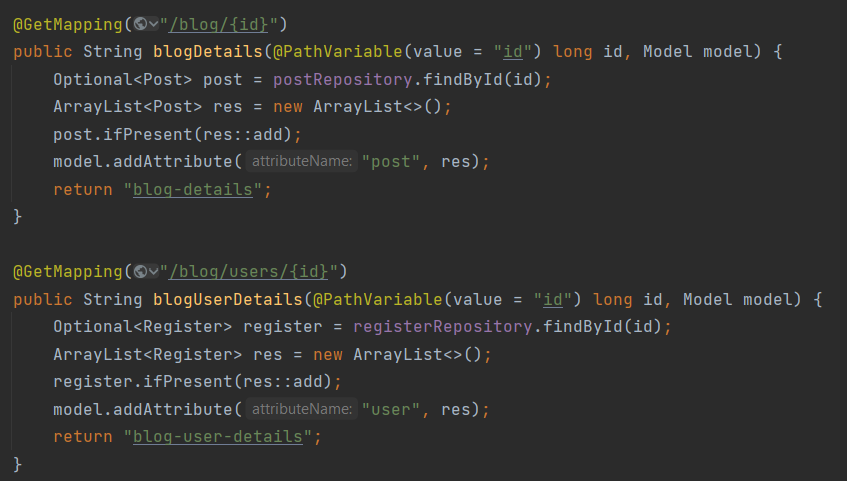 @GetMapping("/blog/{id}")
public String blogDetails(@PathVariable(value = "id") long id, Model model) {
Optional<Post> post = postRepository.findById(id);
ArrayList<Post> res = new ArrayList<>();
post.ifPresent(res::add);
model.addAttribute( attributeName: "post", res);
return "blog-details";
}
@GetMapping("/blog/users/{id}")
public String blogUserDetails(@PathVariable(value = "id") long id, Model model) {
Optional<Register> register = registerRepository.findById(id);
ArrayList<Register> res = new ArrayList<>();
register.ifPresent(res::add);
model.addAttribute( attributeName: "user", res);
return "blog-user-details";
}